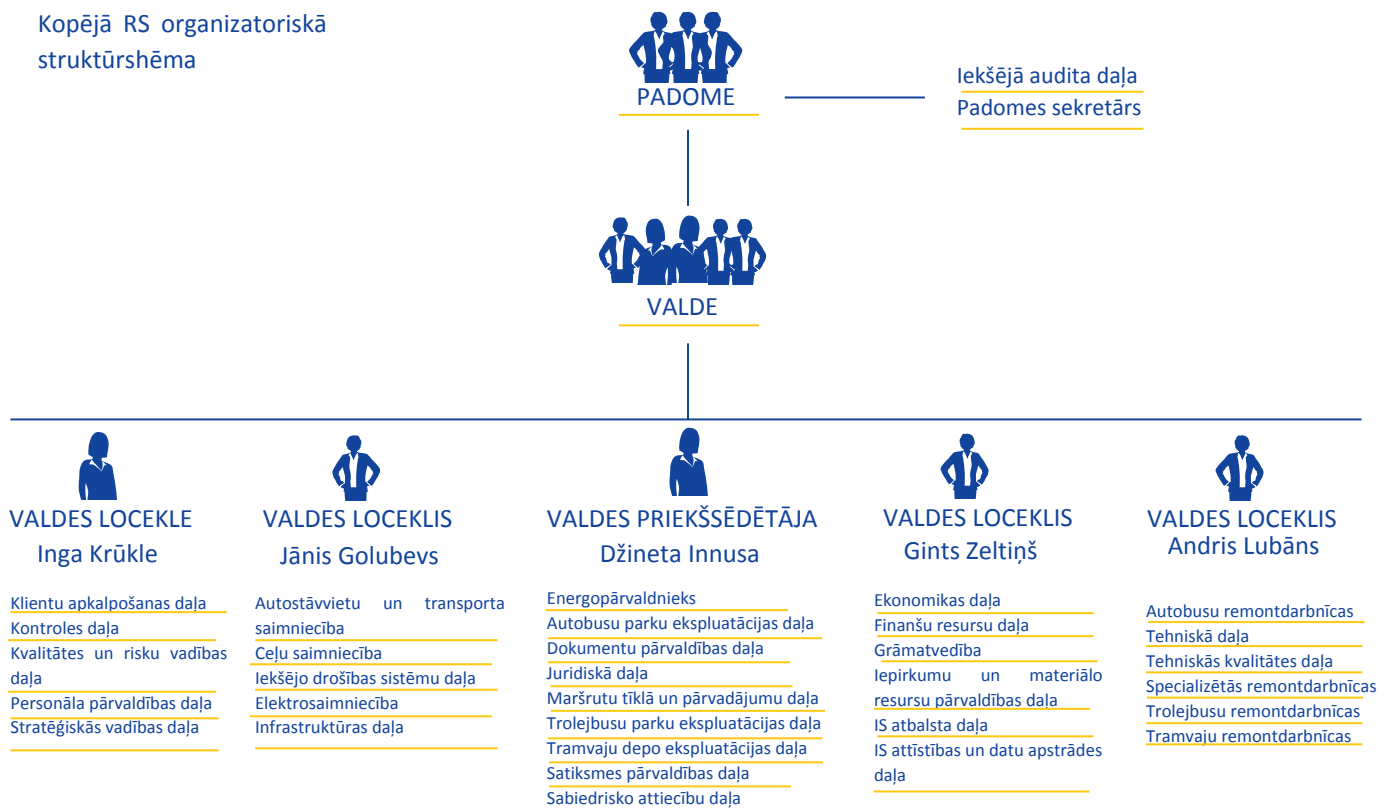 Kopējā RS organizatoriskā
struktūrshēma
PADOME
Iekšējā audita daļa
Padomes sekretārs
VALDE
VALDES LOCEKLE
Inga Krūkle
Klientu apkalpošanas daļa
Kontroles daļa
Kvalitātes un risku vadības
daļa
Personāla pārvaldības daļa
Stratēģiskās vadības daļa
VALDES LOCEKLIS
Jānis Golubevs
Autostāvvietu un transporta
saimniecība
Ceļu saimniecība
Iekšējo drošības sistēmu daļa
Elektrosaimniecība
Infrastruktūras daļa
VALDES PRIEKŠSĒDĒTĀJA
Džineta Innusa
Energopārvaldnieks
Autobusu parku ekspluatācijas daļa
Dokumentu pārvaldības daļa
Juridiskā daļa
Maršrutu tīklā un pārvadājumu daļa
Trolejbusu parku ekspluatācijas daļa
Tramvaju depo ekspluatācijas daļa
Satiksmes pārvaldības daļa
Sabiedrisko attiecību daļa
VALDES LOCEKLIS
Gints Zeltiņš
Ekonomikas daļa
Finanšu resursu daļa
Grāmatvedība
Iepirkumu un materiālo
resursu pārvaldības daļa
IS atbalsta daļa
IS attīstības un datu apstrādes
daļa
VALDES LOCEKLIS
Andris Lubāns
Autobusu remontdarbnīcas
Tehniskā daļa
Tehniskās kvalitātes daļa
Specializētās remontdarbnīcas
Trolejbusu remontdarbnīcas
Tramvaju remontdarbnīcas